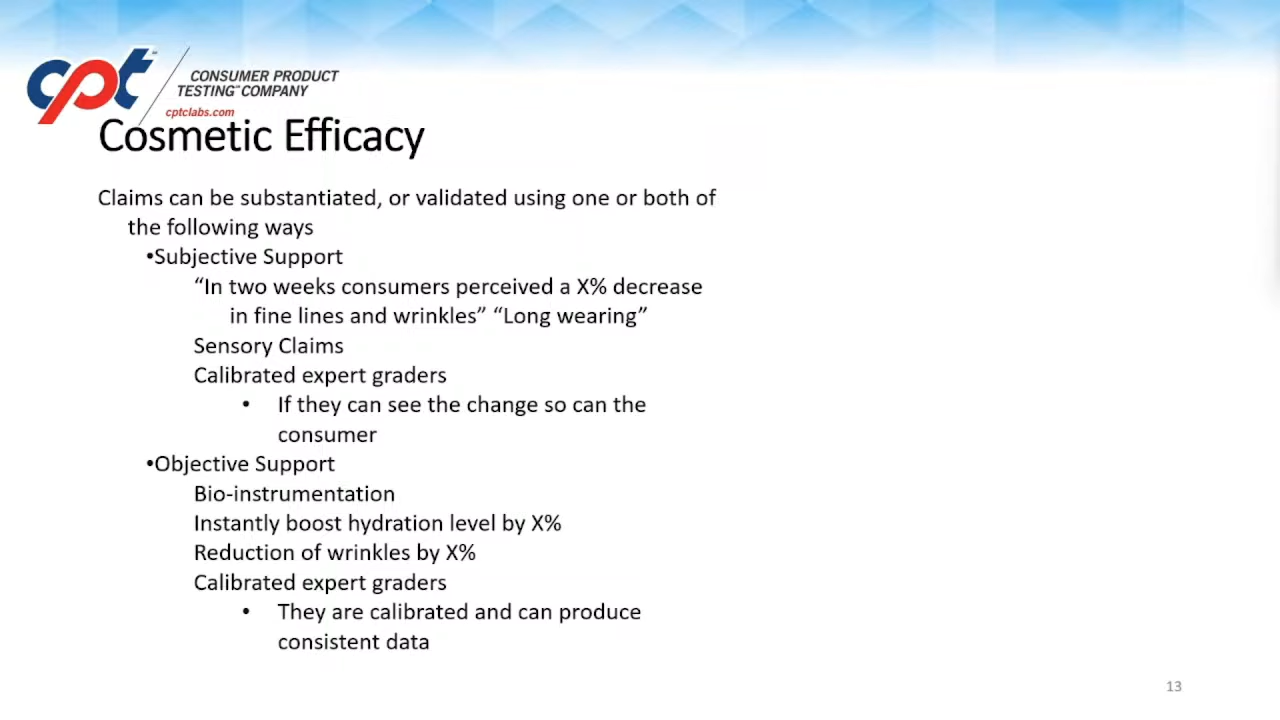 cpt
CONSUMER PRODUCT
TESTING℠ COMPANY
cptclabs.com
Cosmetic Efficacy
Claims can be substantiated, or validated using one or both of
the following ways
•Subjective Support
“In two weeks consumers perceived a X% decrease
in fine lines and wrinkles” “Long wearing”
Sensory Claims
Calibrated expert graders
• If they can see the change so can the
consumer
•Objective Support
Bio-instrumentation
Instantly boost hydration level by X%
Reduction of wrinkles by X%
Calibrated expert graders
• They are calibrated and can produce
consistent data
13